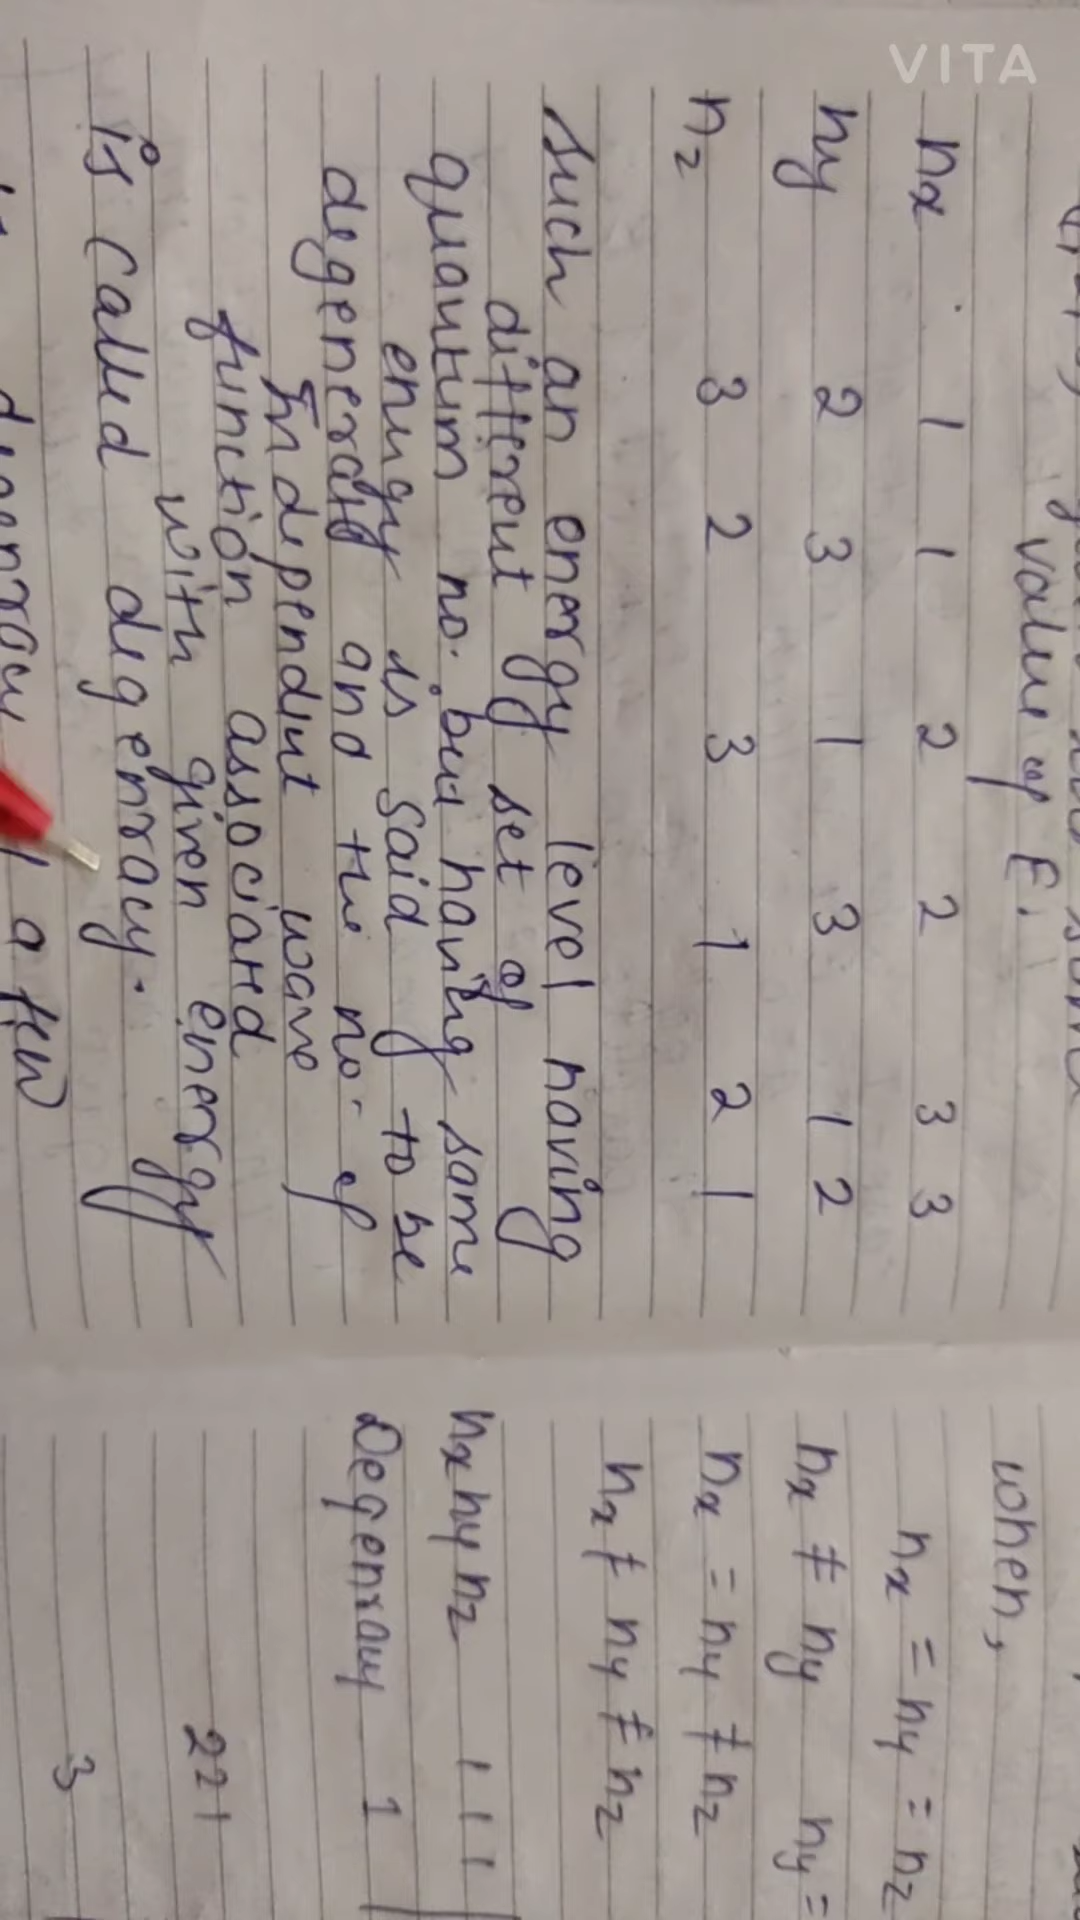 VITA
value of E.
nx 1 1 2 2 3 3
ny 2 3 1 3 1 2
nz 3 2 3 1 2 1
such an energy level having
different set of
quantum no. but having same
energy is said to be
degenerate and the no. of
Independent wave
function associated
with given energy
is called degenracy.
a few
when,
nx = ny = nz
nx ≠ ny ny =
nx = ny ≠ nz
nx ≠ ny ≠ nz
nx ny nz 1 1 1
Degenracy 1
2 2 1
3